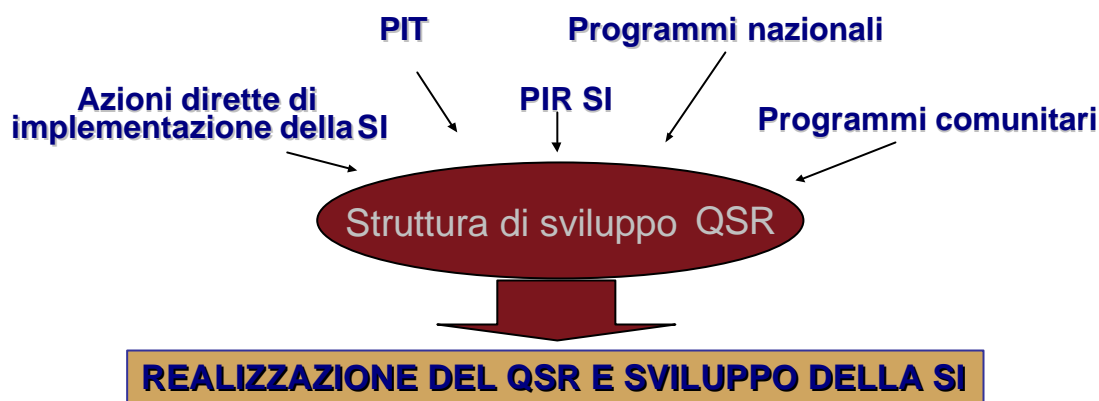 PIT
Programmi nazionali
Azioni dirette di
implementazione della SI
PIR SI
Programmi comunitari
Struttura di sviluppo QSR
REALIZZAZIONE DEL QSR E SVILUPPO DELLA SI